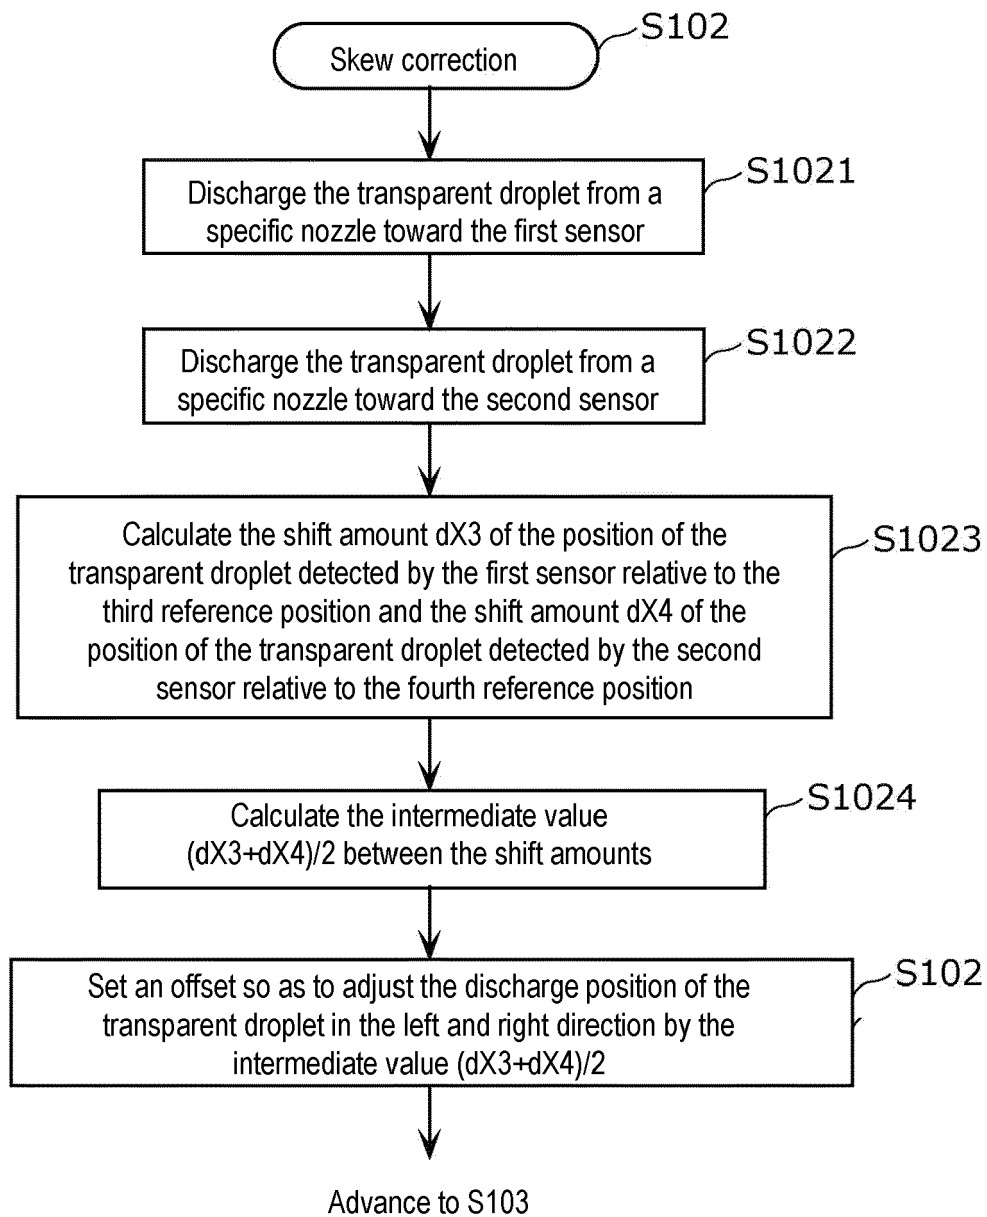 S102
Skew correction
S1021
Discharge the transparent droplet from a
specific nozzle toward the first sensor
S1022
Discharge the transparent droplet from a
specific nozzle toward the second sensor
S1023
Calculate the shift amount dX3 of the position of the
transparent droplet detected by the first sensor relative to the
third reference position and the shift amount dX4 of the
position of the transparent droplet detected by the second
sensor relative to the fourth reference position
S1024
Calculate the intermediate value
(dX3+dX4)/2 between the shift amounts
S102
Set an offset so as to adjust the discharge position of the
transparent droplet in the left and right direction by the
intermediate value (dX3+dX4)/2
Advance to S103